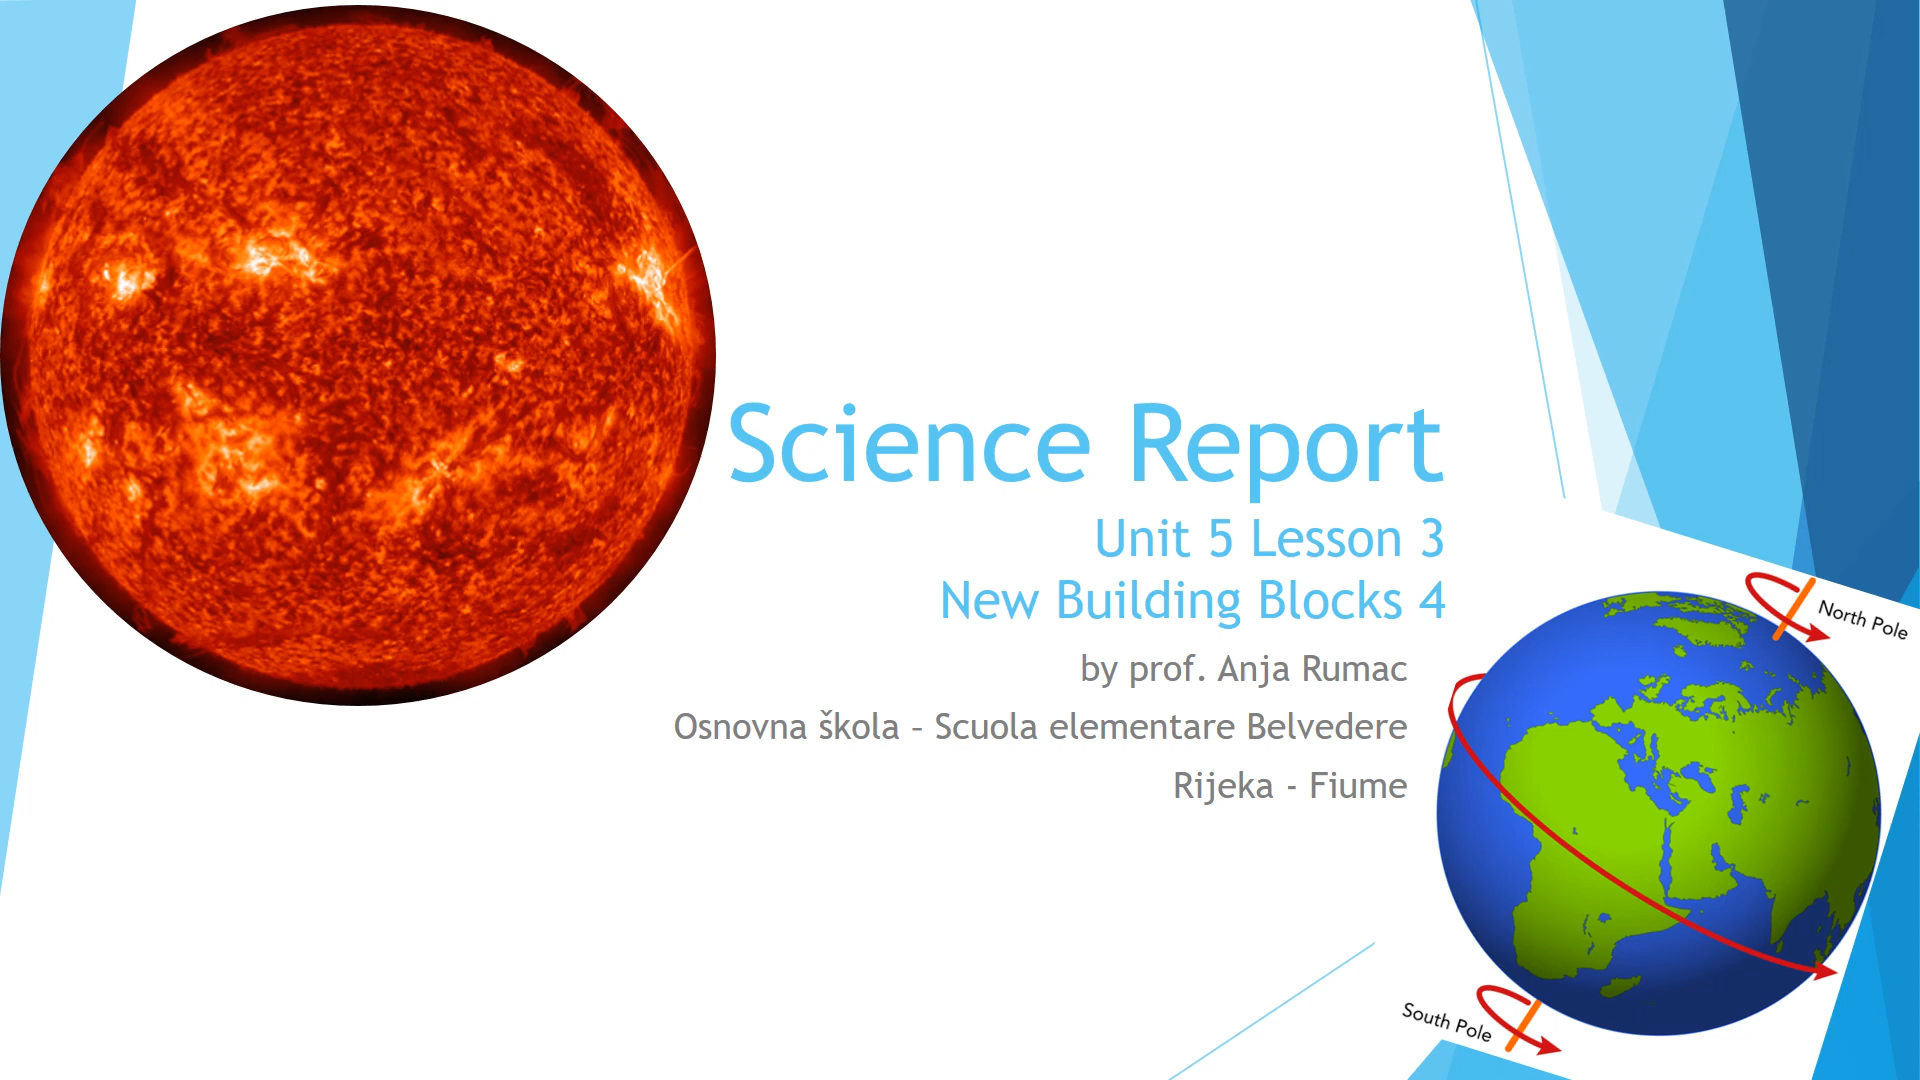 Science Report
Unit 5 Lesson 3
New Building Blocks 4
by prof. Anja Rumac
Osnovna škola – Scuola elementare Belvedere
Rijeka - Fiume
North Pole
South Pole